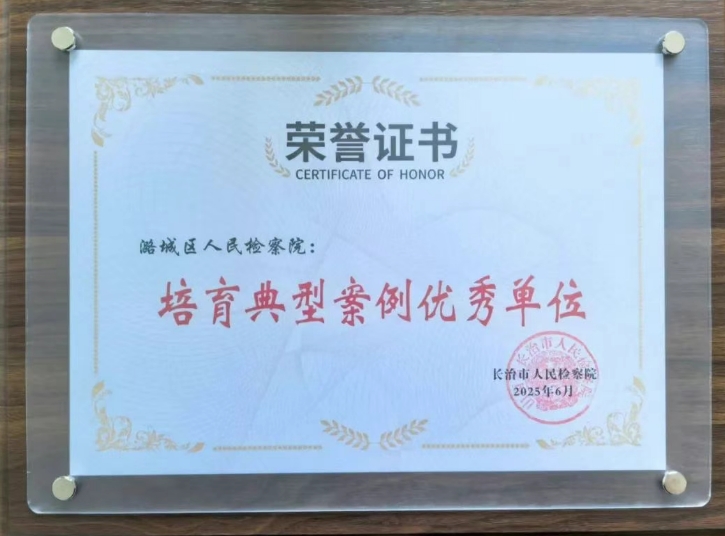 荣誉证书
CERTIFICATE OF HONOR
潞城区人民检察院：
培育典型案例优秀单位
长治市人民检察院
2025年6月